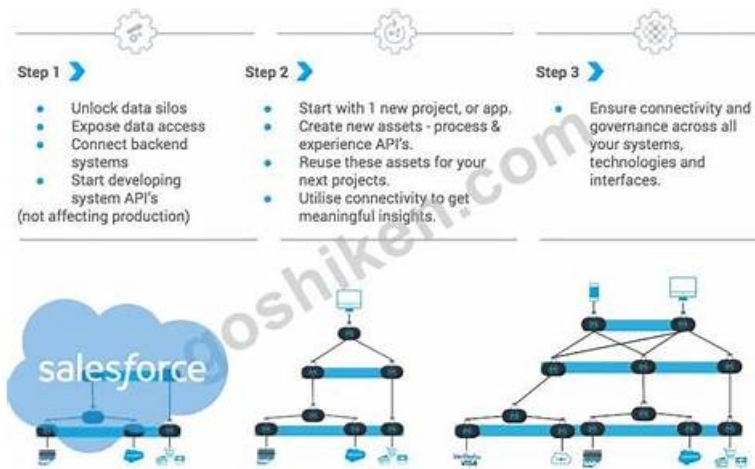 Step 1
Unlock data silos
Expose data access
Connect backend
systems
Start developing
system API's
(not affecting production)
Step 2
Start with 1 new project, or app.
Create new assets - process &
experience API's.
Reuse these assets for your
next projects.
Utilise connectivity to get
meaningful insights.
Step 3
Ensure connectivity and
governance across all
your systems,
technologies and
interfaces.
goshiken.com
salesforce
VISA